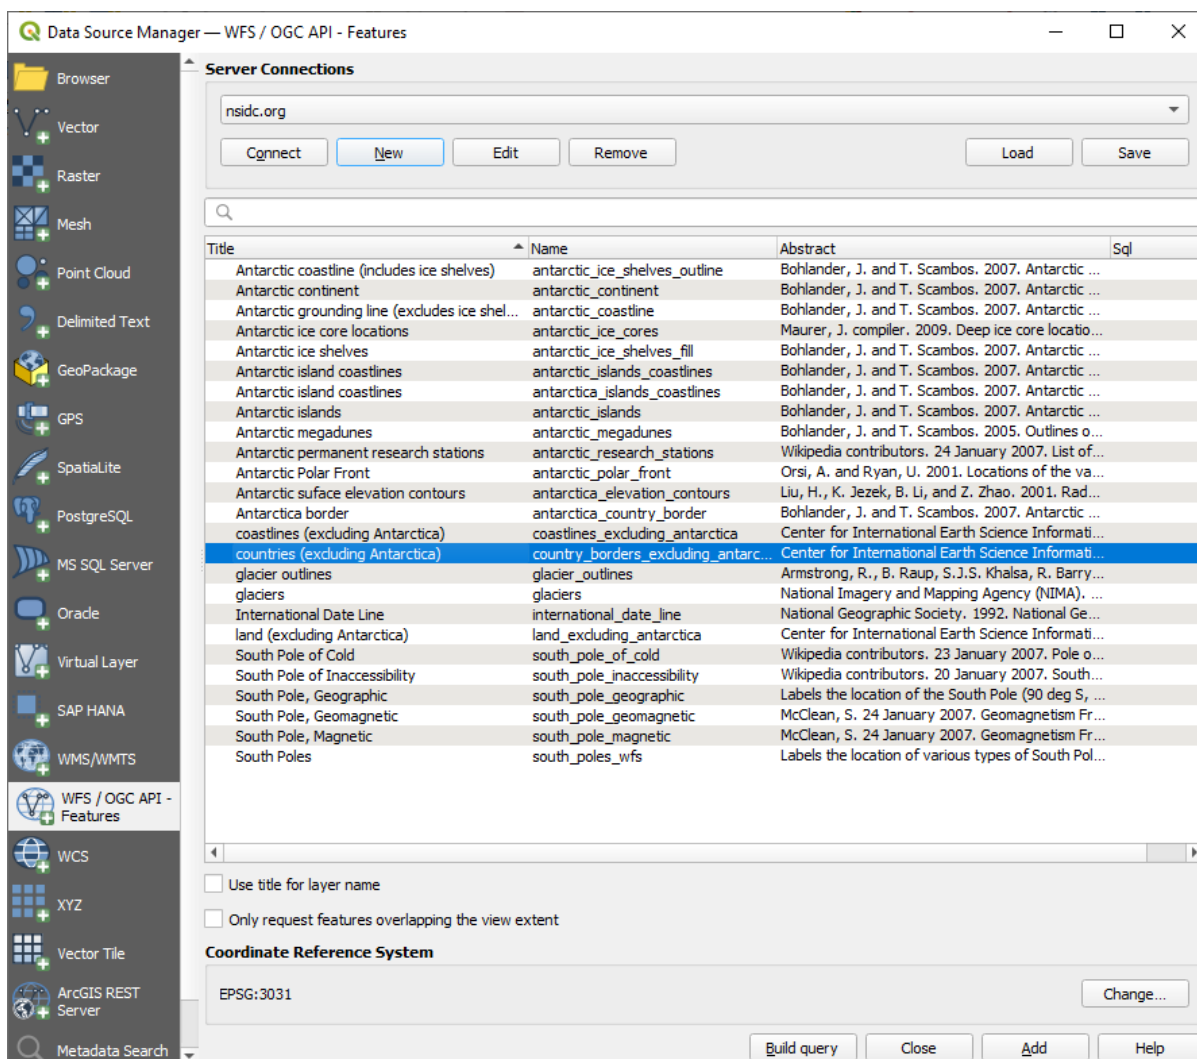 Data Source Manager — WFS / OGC API - Features
Browser
Vector
Raster
Mesh
Point Cloud
Delimited Text
GeoPackage
GPS
SpatiaLite
PostgreSQL
MS SQL Server
Oracle
Virtual Layer
SAP HANA
WMS/WMTS
WFS / OGC API -
Features
WCS
XYZ
Vector Tile
ArcGIS REST
Server
Metadata Search
Server Connections
nsidc.org
Connect New Edit Remove Load Save
Title Name Abstract Sql
Antarctic coastline (includes ice shelves) antarctic_ice_shelves_outline Bohlander, J. and T. Scambos. 2007. Antarctic ...
Antarctic continent antarctic_continent Bohlander, J. and T. Scambos. 2007. Antarctic ...
Antarctic grounding line (excludes ice shel... antarctic_coastline Bohlander, J. and T. Scambos. 2007. Antarctic ...
Antarctic ice core locations antarctic_ice_cores Maurer, J. compiler. 2009. Deep ice core locatio...
Antarctic ice shelves antarctic_ice_shelves_fill Bohlander, J. and T. Scambos. 2007. Antarctic ...
Antarctic island coastlines antarctic_islands_coastlines Bohlander, J. and T. Scambos. 2007. Antarctic ...
Antarctic island coastlines antarctica_islands_coastlines Bohlander, J. and T. Scambos. 2007. Antarctic ...
Antarctic islands antarctic_islands Bohlander, J. and T. Scambos. 2007. Antarctic ...
Antarctic megadunes antarctic_megadunes Bohlander, J. and T. Scambos. 2005. Outlines o...
Antarctic permanent research stations antarctic_research_stations Wikipedia contributors. 24 January 2007. List of...
Antarctic Polar Front antarctic_polar_front Orsi, A. and Ryan, U. 2001. Locations of the va...
Antarctic suface elevation contours antarctica_elevation_contours Liu, H., K. Jezek, B. Li, and Z. Zhao. 2001. Rad...
Antarctica border antarctica_country_border Bohlander, J. and T. Scambos. 2007. Antarctic ...
coastlines (excluding Antarctica) coastlines_excluding_antarctica Center for International Earth Science Informati...
countries (excluding Antarctica) country_borders_excluding_antarc... Center for International Earth Science Informati...
glacier outlines glacier_outlines Armstrong, R., B. Raup, S.J.S. Khalsa, R. Barry...
glaciers glaciers National Imagery and Mapping Agency (NIMA). ...
International Date Line international_date_line National Geographic Society. 1992. National Ge...
land (excluding Antarctica) land_excluding_antarctica Center for International Earth Science Informati...
South Pole of Cold south_pole_of_cold Wikipedia contributors. 23 January 2007. Pole o...
South Pole of Inaccessibility south_pole_inaccessibility Wikipedia contributors. 20 January 2007. South...
South Pole, Geographic south_pole_geographic Labels the location of the South Pole (90 deg S, ...
South Pole, Geomagnetic south_pole_geomagnetic McClean, S. 24 January 2007. Geomagnetism Fr...
South Pole, Magnetic south_pole_magnetic McClean, S. 24 January 2007. Geomagnetism Fr...
South Poles south_poles_wfs Labels the location of various types of South Pol...
Use title for layer name
Only request features overlapping the view extent
Coordinate Reference System
EPSG:3031 Change...
Build query Close Add Help